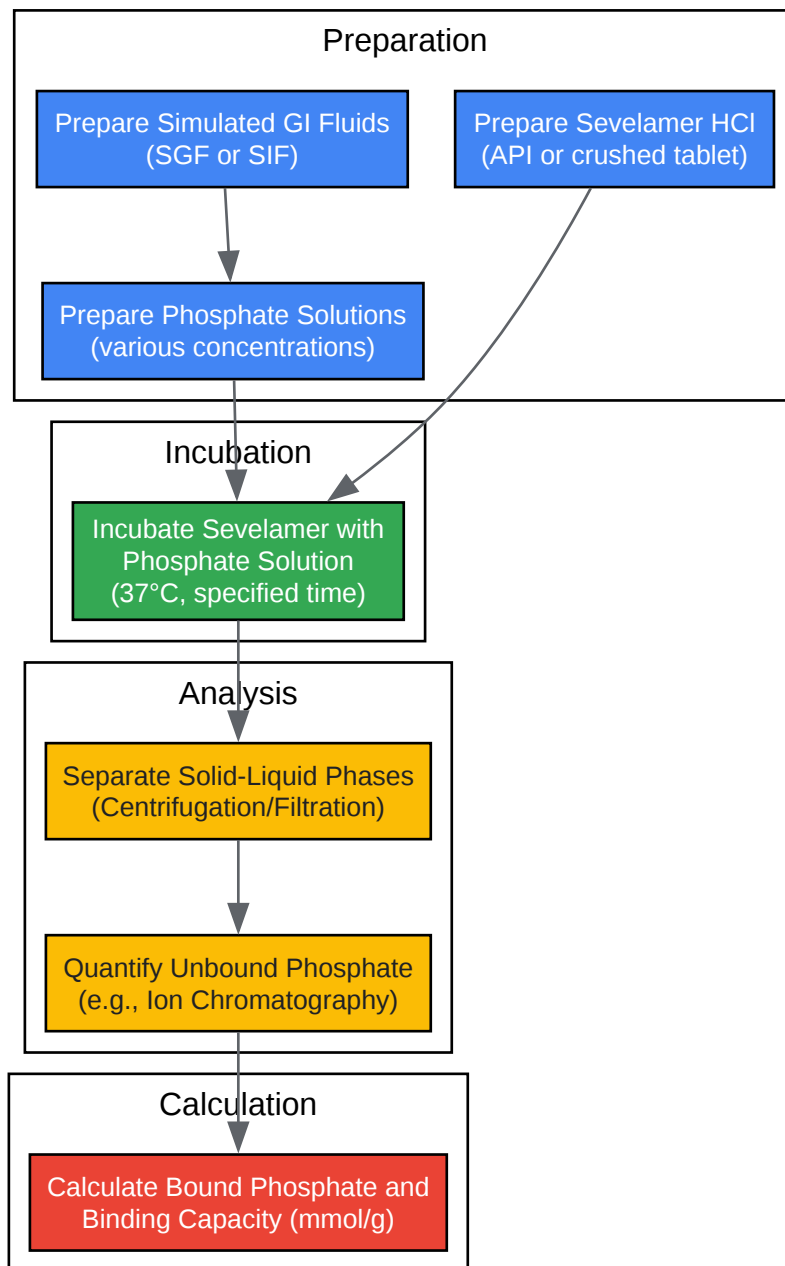 Preparation
Prepare Simulated GI Fluids
(SGF or SIF)
Prepare Sevelamer HCl
(API or crushed tablet)
Prepare Phosphate Solutions
(various concentrations)
Incubation
Incubate Sevelamer with
Phosphate Solution
(37°C, specified time)
Analysis
Separate Solid-Liquid Phases
(Centrifugation/Filtration)
Quantify Unbound Phosphate
(e.g., Ion Chromatography)
Calculation
Calculate Bound Phosphate and
Binding Capacity (mmol/g)